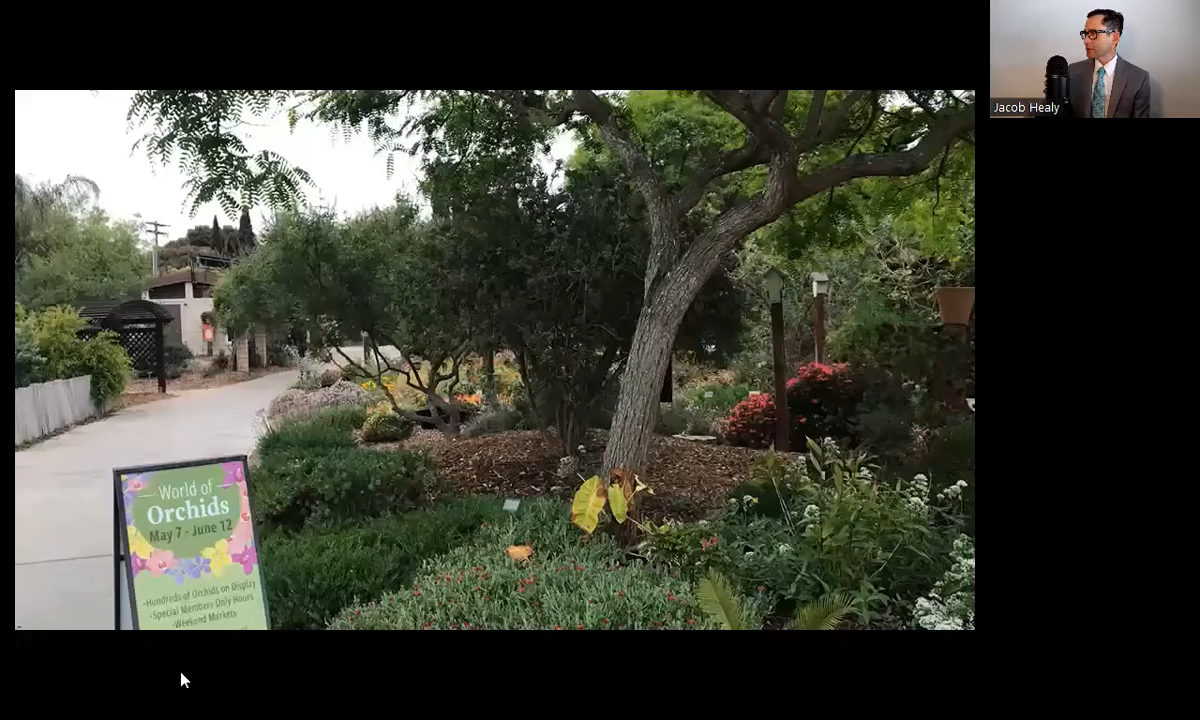 World of
Orchids
May 7 - June 12
-Hundreds of Orchids on Display
-Special Members Only Hours
-Weekend Markets
Jacob Healy